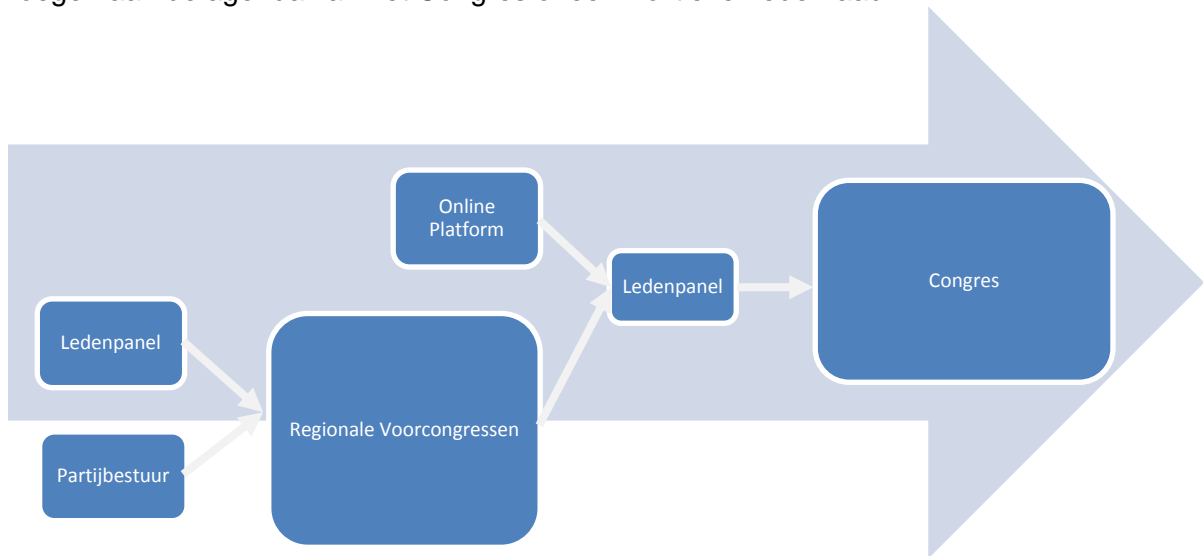 Online
Platform
Ledenpanel
Congres
Ledenpanel
Regionale Voorcongressen
Partijbestuur